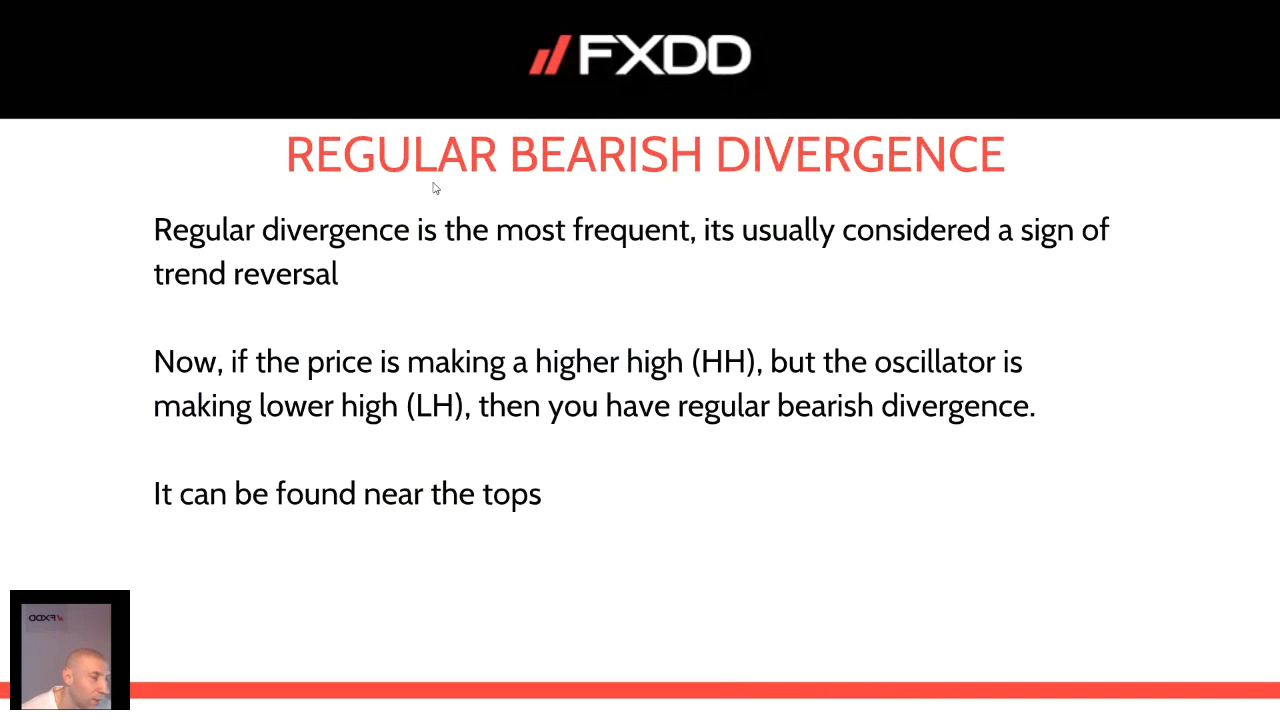 FXDD
REGULAR BEARISH DIVERGENCE
Regular divergence is the most frequent, its usually considered a sign of
trend reversal
Now, if the price is making a higher high (HH), but the oscillator is
making lower high (LH), then you have regular bearish divergence.
It can be found near the tops
FXDD